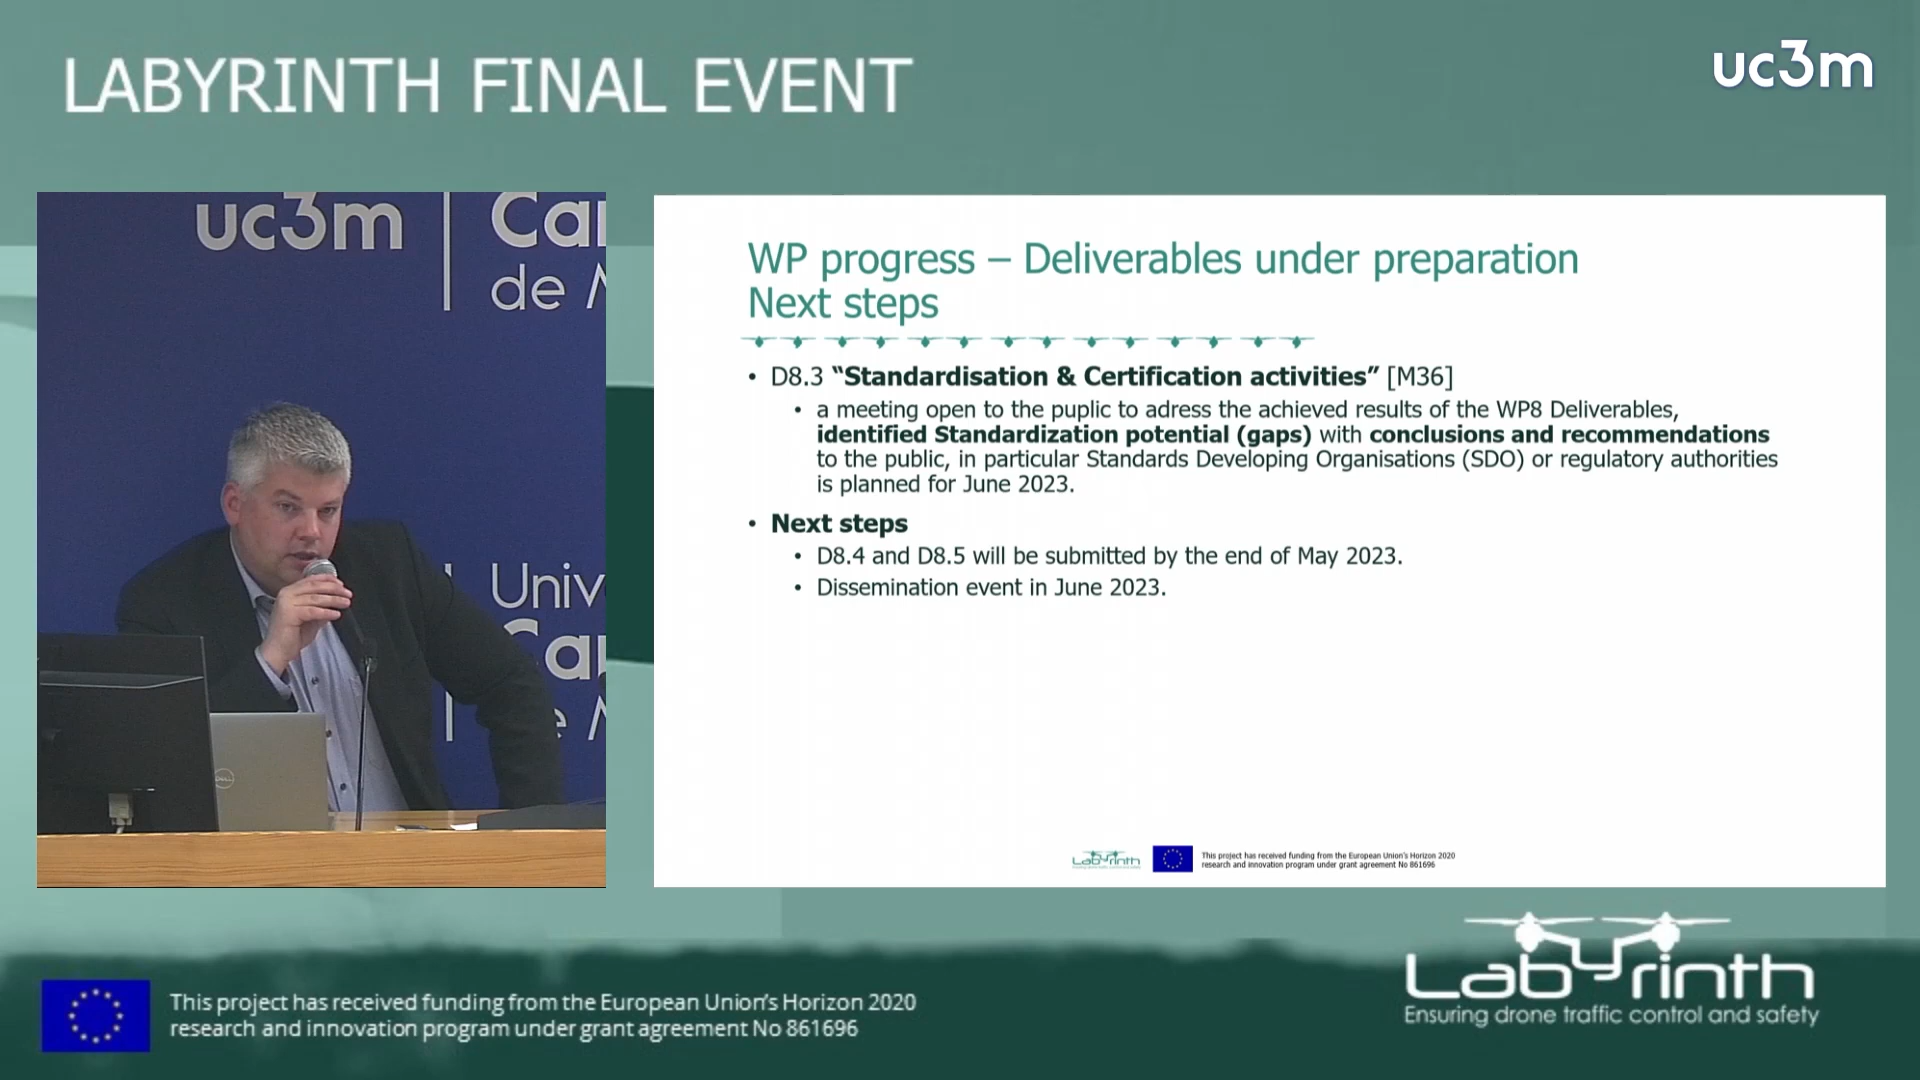 LABYRINTH FINAL EVENT
uc3m
uc3m
de
Univ
WP progress – Deliverables under preparation
Next steps
• D8.3 “Standardisation & Certification activities” [M36]
• a meeting open to the puplic to adress the achieved results of the WP8 Deliverables,
identified Standardization potential (gaps) with conclusions and recommendations
to the public, in particular Standards Developing Organisations (SDO) or regulatory authorities
is planned for June 2023.
• Next steps
• D8.4 and D8.5 will be submitted by the end of May 2023.
• Dissemination event in June 2023.
Labyrinth
This project has received funding from the European Union's Horizon 2020
research and innovation program under grant agreement No 861696
This project has received funding from the European Union's Horizon 2020
research and innovation program under grant agreement No 861696
Labyrinth
Ensuring drone traffic control and safety